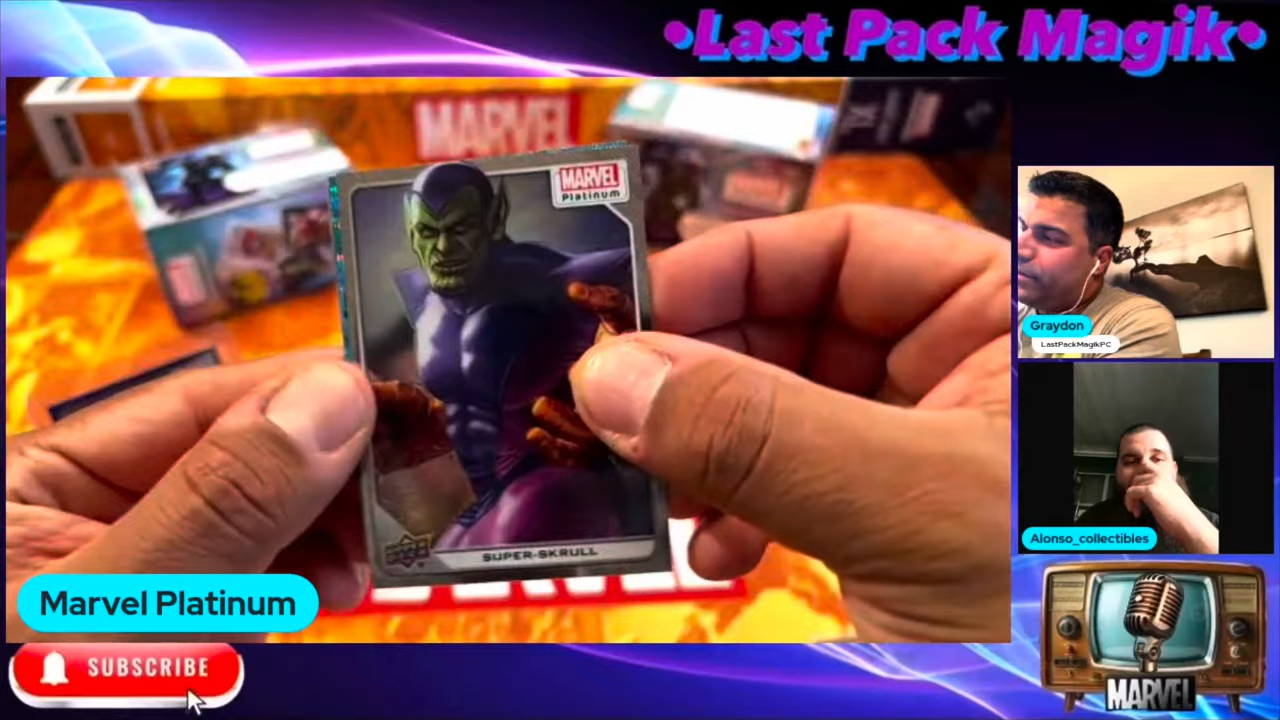 •Last Pack Magik•
MARVEL
MARVEL
Platinum
SUPER-SKRULL
Marvel Platinum
SUBSCRIBE
Graydon
LastPackMagikPC
Alonso_collectibles
MARVEL